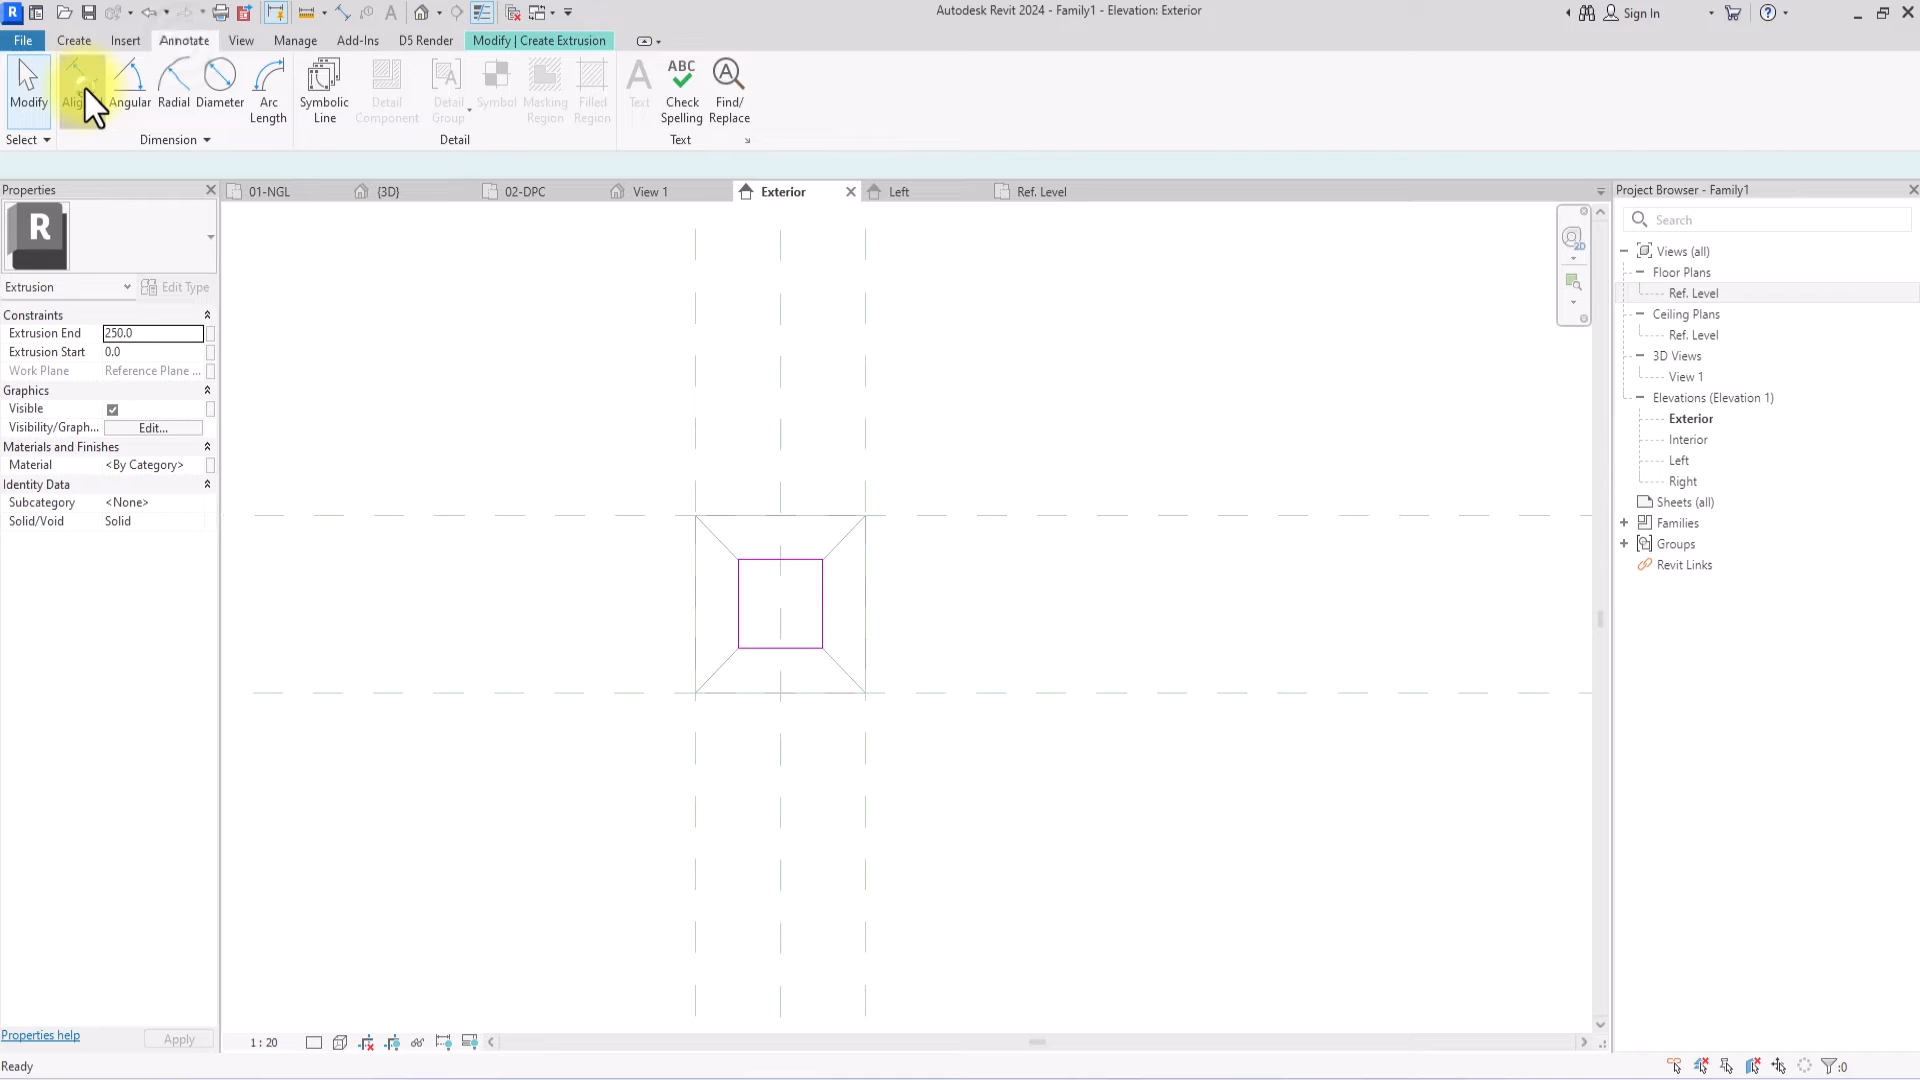 Autodesk Revit 2024 - Family1 - Elevation: Exterior
Sign In
File
Create
Insert
Annotate
View
Manage
Add-Ins
D5 Render
Modify | Create Extrusion
Modify
Angular
Radial
Diameter
Arc
Length
Symbolic
Line
Detail
Component
Detail
Group
Symbol
Masking
Region
Filled
Region
Text
ABC
Check
Spelling
Find/
Replace
Select
Dimension
Detail
Text
Properties
01-NGL
{3D}
02-DPC
View 1
Exterior
Left
Ref. Level
Project Browser - Family1
R
2D
Search
Extrusion
Edit Type
Constraints
Extrusion End 250.0
Extrusion Start 0.0
Work Plane Reference Plane ...
Graphics
Visible
Visibility/Graph... Edit...
Materials and Finishes
Material <By Category>
Identity Data
Subcategory <None>
Solid/Void Solid
Views (all)
Floor Plans
Ref. Level
Ceiling Plans
Ref. Level
3D Views
View 1
Elevations (Elevation 1)
Exterior
Interior
Left
Right
Sheets (all)
Families
Groups
Revit Links
Properties help
Apply
1 : 20
Ready
:0